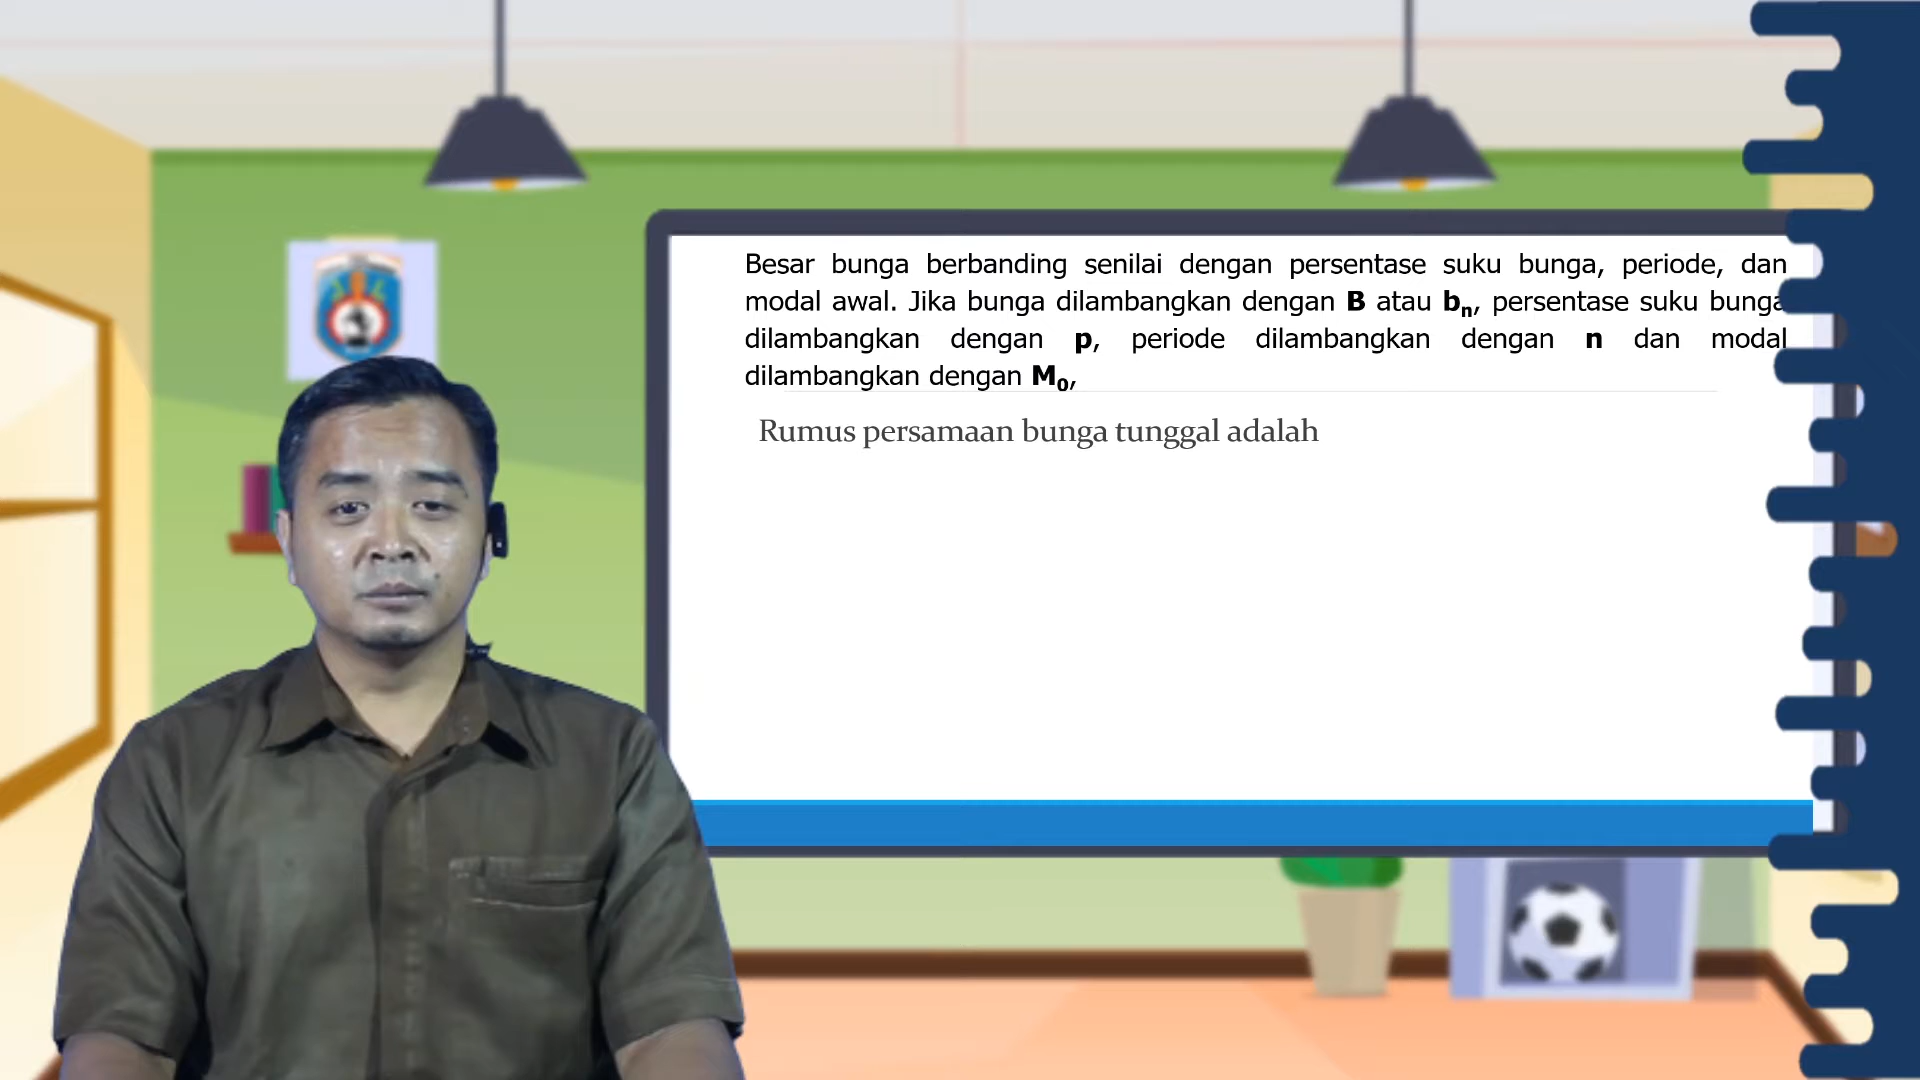 Besar bunga berbanding senilai dengan persentase suku bunga, periode, dan
modal awal. Jika bunga dilambangkan dengan B atau bn, persentase suku bunga
dilambangkan dengan p, periode dilambangkan dengan n dan modal
dilambangkan dengan M0,
Rumus persamaan bunga tunggal adalah